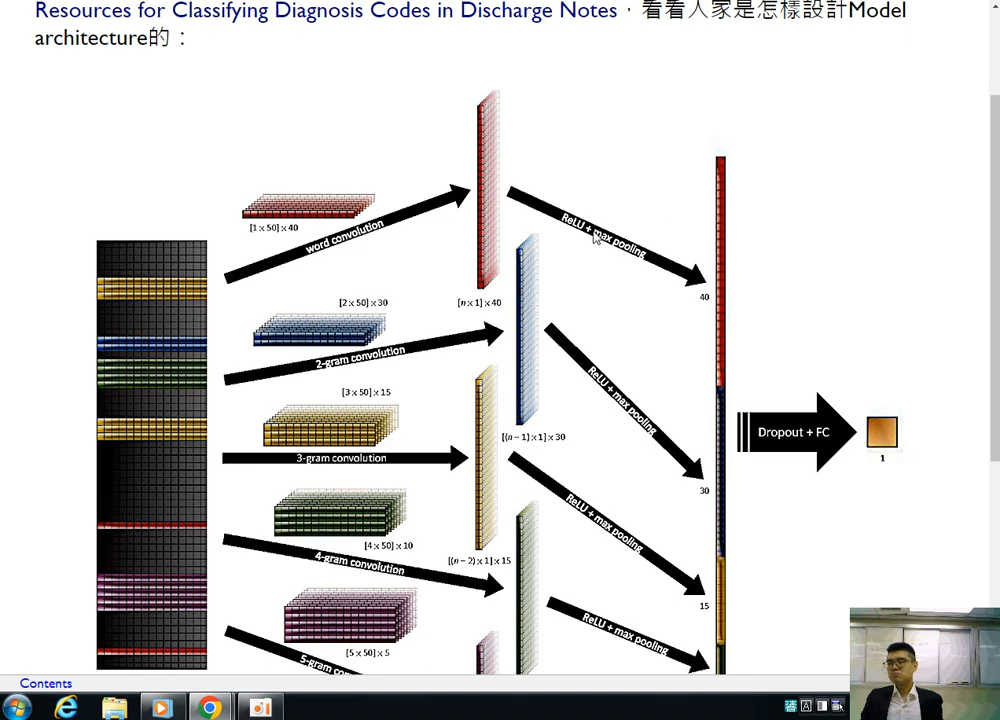 Resources for Classifying Diagnosis Codes in Discharge Notes，看看人家是怎樣設計Model
architecture的：
[1 x 50] x 40
word convolution
[n x 1] x 40
ReLU + max pooling
40
[2 x 50] x 30
2-gram convolution
[(n – 1) x 1] x 30
ReLU + max pooling
30
[3 x 50] x 15
3-gram convolution
[(n – 2) x 1] x 15
ReLU + max pooling
15
[4 x 50] x 10
4-gram convolution
ReLU + max pooling
[5 x 50] x 5
5-gram
Dropout + FC
1
Contents